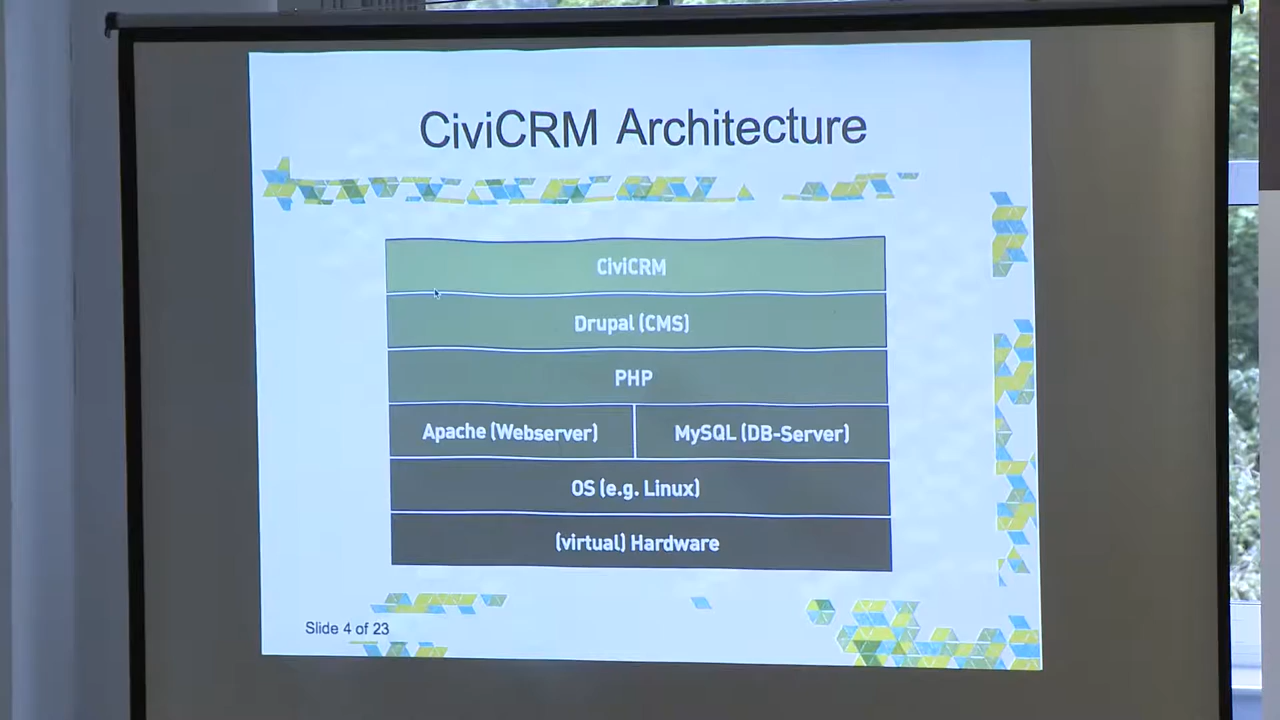 CiviCRM Architecture
CiviCRM
Drupal (CMS)
PHP
Apache (Webserver)
MySQL (DB-Server)
OS (e.g. Linux)
(virtual) Hardware
Slide 4 of 23